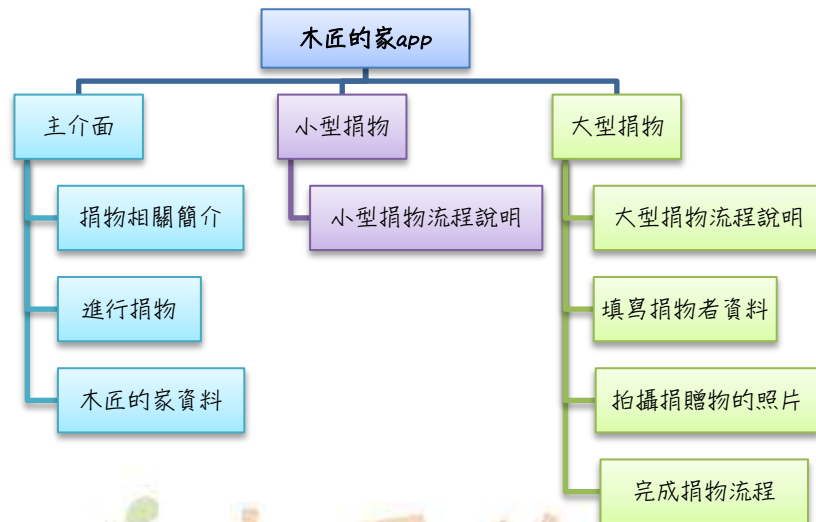 木匠的家app
主介面
小型捐物
大型捐物
捐物相關簡介
小型捐物流程說明
大型捐物流程說明
進行捐物
填寫捐物者資料
木匠的家資料
拍攝捐贈物的照片
完成捐物流程